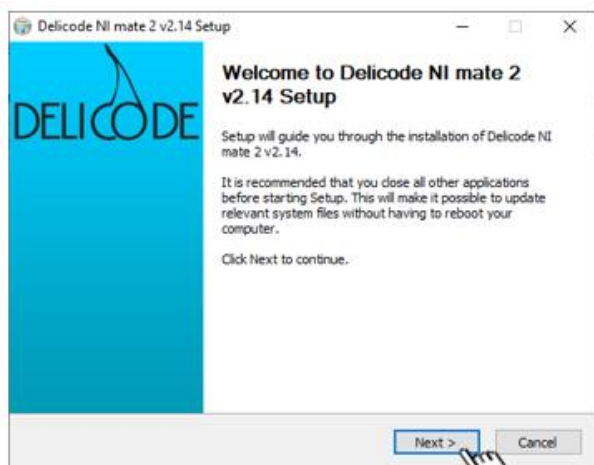 Delicode NI mate 2 v2.14 Setup
DELICODE
Welcome to Delicode NI mate 2
v2.14 Setup
Setup will guide you through the installation of Delicode NI
mate 2 v2.14.
It is recommended that you close all other applications
before starting Setup. This will make it possible to update
relevant system files without having to reboot your
computer.
Click Next to continue.
Next >
Cancel